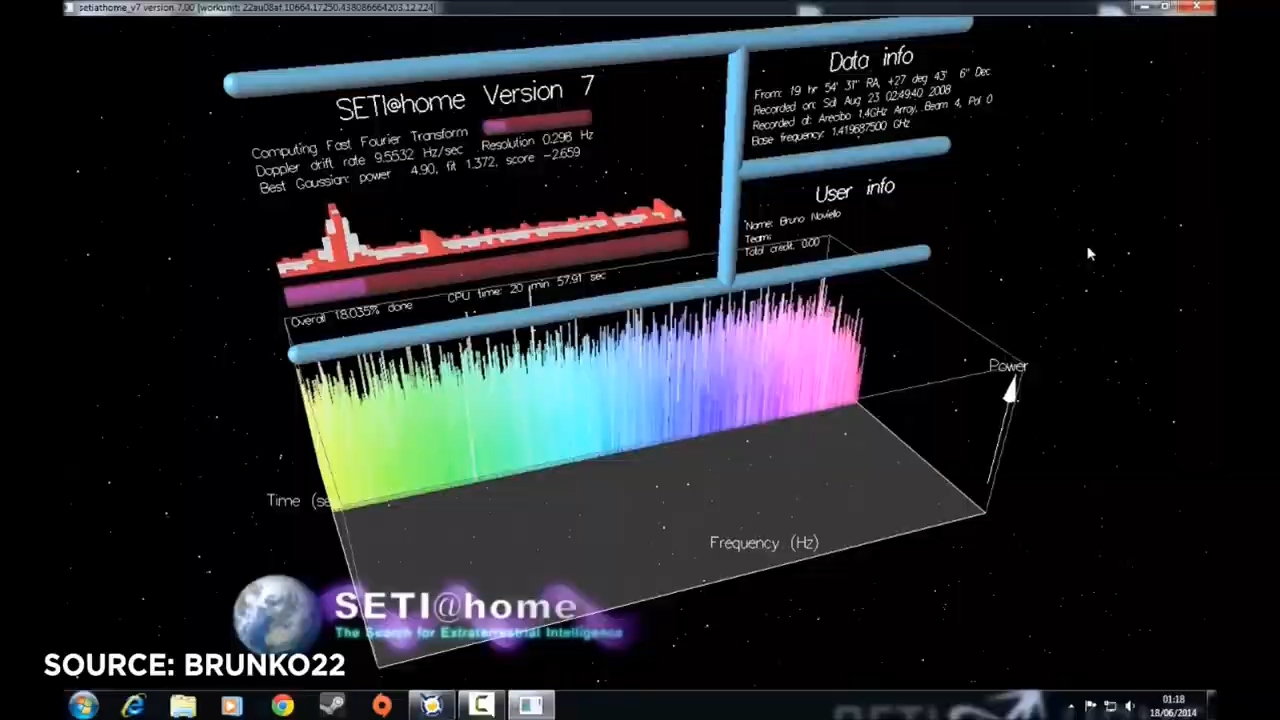 setiathome_v7 version 7.00 [workunit: 22au08af.10664.17250.438086664203.12.224]
SETI@home Version 7
Computing Fast Fourier Transform
Doppler drift rate 9.5532 Hz/sec Resolution 0.298 Hz
Best Gaussian: power 4.90, fit 1.372, score -2.659
Overall 18.035% done CPU time: 20 min 57.91 sec
Data info
From: 19 hr 54' 31" RA, +27 deg 43' 6" Dec
Recorded on: Sat Aug 23 02:49:40 2008
Recorded at: Arecibo 1.4GHz Array, Beam 4, Pol 0
Base frequency: 1.419687500 GHz
User info
Name: Bruno Noviello
Team:
Total credit: 0.00
Power
Time (se
Frequency (Hz)
SETI@home
The Search for Extraterrestrial Intelligence
SOURCE: BRUNKO22
01:18
18/06/2014